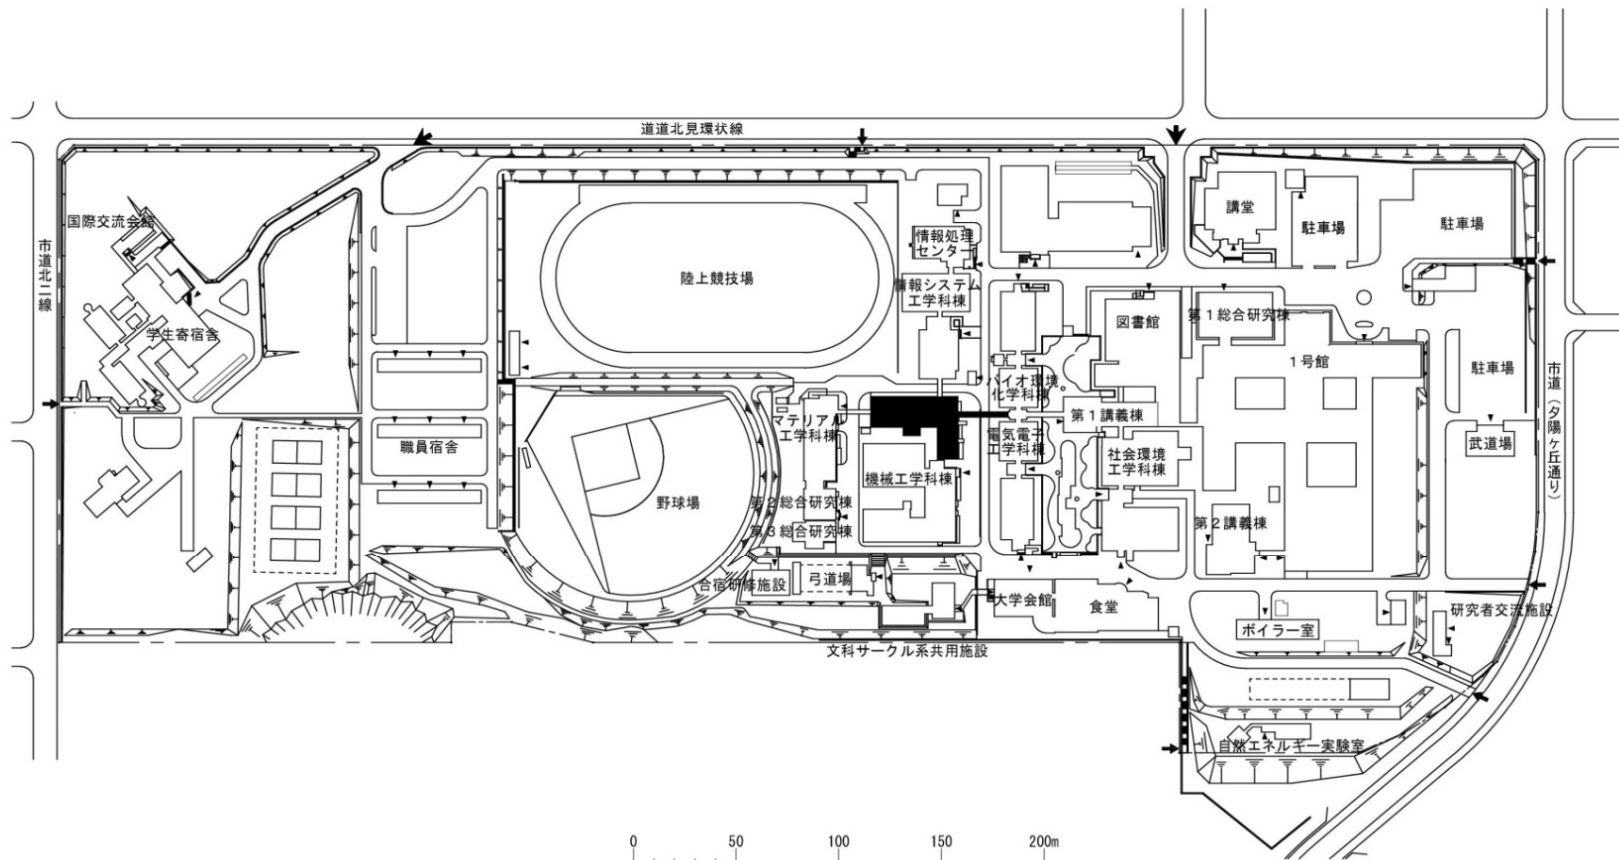 道道北見環状線
国際交流会館
市道北二線
学生寄宿舎
職員宿舎
陸上競技場
野球場
情報処理
センター
情報システム
工学科棟
講堂
駐車場
駐車場
図書館
第1総合研究棟
1号館
駐車場
バイオ環境
化学科棟
第1講義棟
マテリアル
工学科棟
電気電子
工学科棟
社会環境
工学科棟
武道場
市道(夕陽ヶ丘通り)
機械工学科棟
第2総合研究棟
第3総合研究棟
第2講義棟
合宿研修施設
弓道場
大学会館
食堂
ボイラー室
研究者交流施設
文科サークル系共用施設
自然エネルギー実験室
0 50 100 150 200m